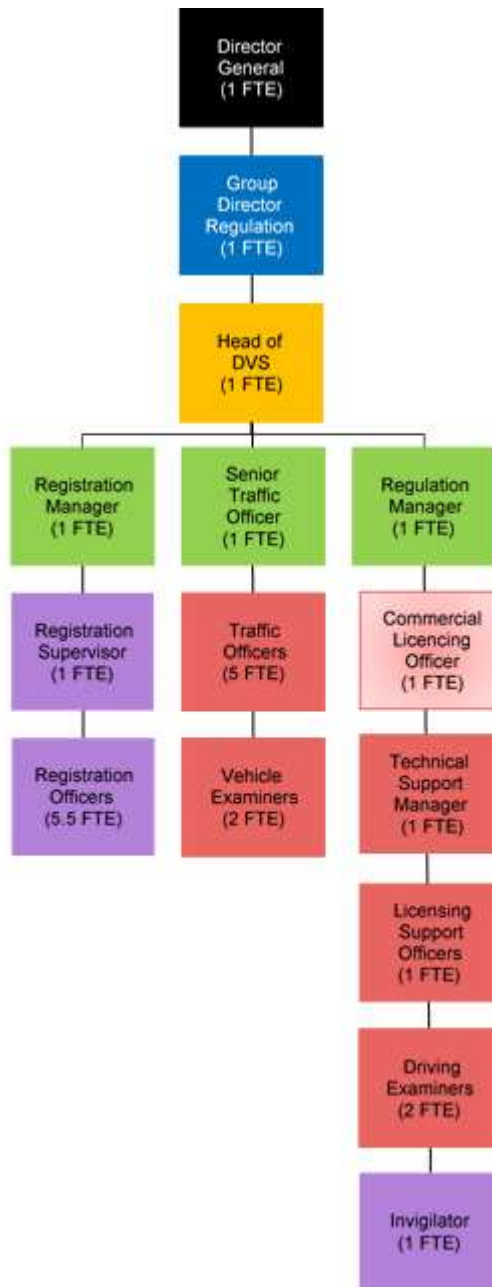 Director
General
(1 FTE)
Group
Director
Regulation
(1 FTE)
Head of
DVS
(1 FTE)
Registration
Manager
(1 FTE)
Senior
Traffic
Officer
(1 FTE)
Regulation
Manager
(1 FTE)
Registration
Supervisor
(1 FTE)
Traffic
Officers
(5 FTE)
Commercial
Licencing
Officer
(1 FTE)
Registration
Officers
(5.5 FTE)
Vehicle
Examiners
(2 FTE)
Technical
Support
Manager
(1 FTE)
Licensing
Support
Officers
(1 FTE)
Driving
Examiners
(2 FTE)
Invigilator
(1 FTE)